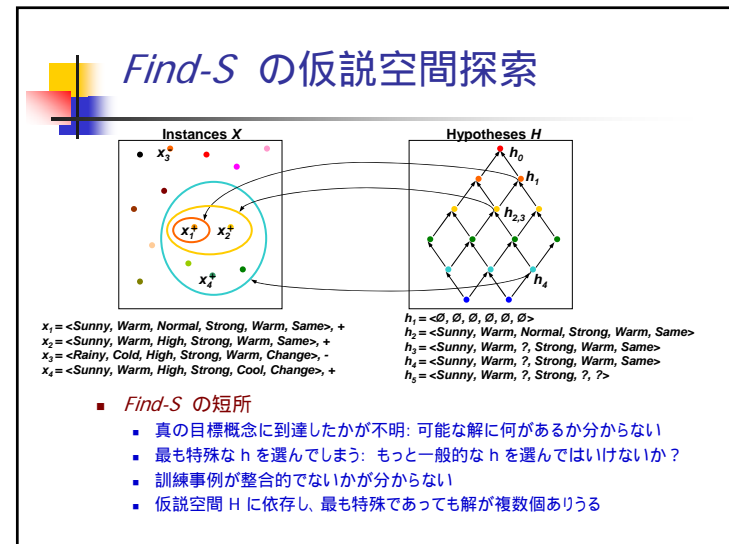 Find-S の仮説空間探索
Instances X
Hypotheses H
x3-
h0
h1
x1+ x2+
h2,3
x4+
h4
x1 = <Sunny, Warm, Normal, Strong, Warm, Same>, +
x2 = <Sunny, Warm, High, Strong, Warm, Same>, +
x3 = <Rainy, Cold, High, Strong, Warm, Change>, -
x4 = <Sunny, Warm, High, Strong, Cool, Change>, +
h1 = <Ø, Ø, Ø, Ø, Ø, Ø>
h2 = <Sunny, Warm, Normal, Strong, Warm, Same>
h3 = <Sunny, Warm, ?, Strong, Warm, Same>
h4 = <Sunny, Warm, ?, Strong, Warm, Same>
h5 = <Sunny, Warm, ?, Strong, ?, ?>
Find-S の短所
真の目標概念に到達したかが不明: 可能な解に何があるか分からない
最も特殊な h を選んでしまう: もっと一般的な h を選んではいけないか?
訓練事例が整合的でないかが分からない
仮説空間 H に依存し、最も特殊であっても解が複数個ありうる